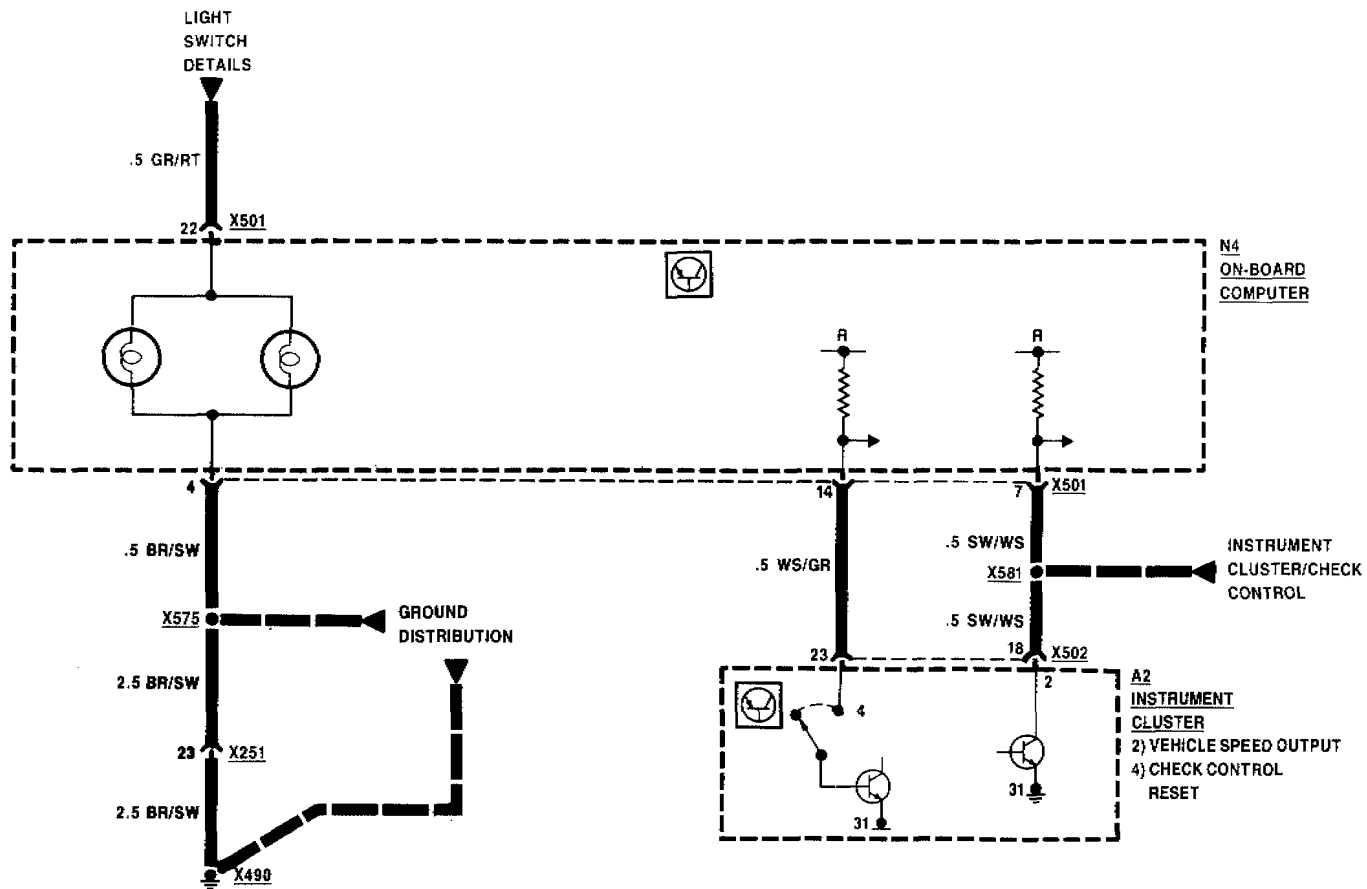 LIGHT
SWITCH
DETAILS
.5 GR/RT
22 X501
N4
ON-BOARD
COMPUTER
R R
4 14 7 X501
.5 BR/SW
.5 WS/GR
.5 SW/WS
X581
INSTRUMENT
CLUSTER/CHECK
CONTROL
X575
GROUND
DISTRIBUTION
.5 SW/WS
2.5 BR/SW
23 18 X502
2
A2
INSTRUMENT
CLUSTER
2) VEHICLE SPEED OUTPUT
4) CHECK CONTROL
RESET
4
23 X251
31
2.5 BR/SW
31
X490